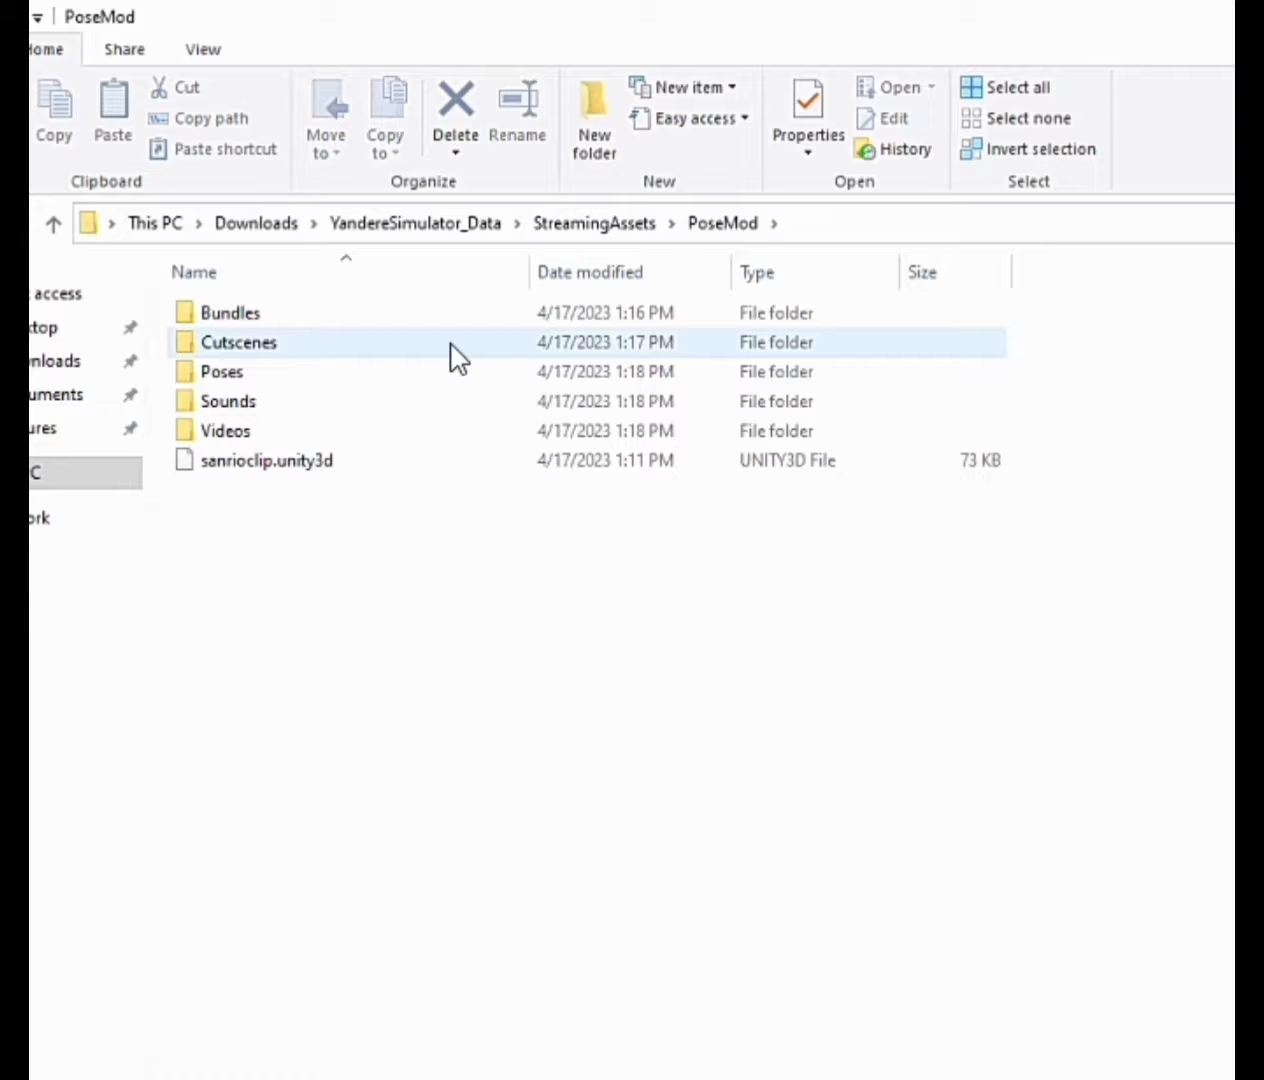 PoseMod
Home Share View
Cut
Copy path
Paste shortcut
Copy Paste
Clipboard
Move to Copy to Delete Rename
Organize
New folder
New item
Easy access
New
Properties
Open
Edit
History
Open
Select all
Select none
Invert selection
Select
This PC > Downloads > YandereSimulator_Data > StreamingAssets > PoseMod >
Name Date modified Type Size
access
top
nloads
uments
ures
C
ork
Bundles 4/17/2023 1:16 PM File folder
Cutscenes 4/17/2023 1:17 PM File folder
Poses 4/17/2023 1:18 PM File folder
Sounds 4/17/2023 1:18 PM File folder
Videos 4/17/2023 1:18 PM File folder
sanrioclip.unity3d 4/17/2023 1:11 PM UNITY3D File 73 KB